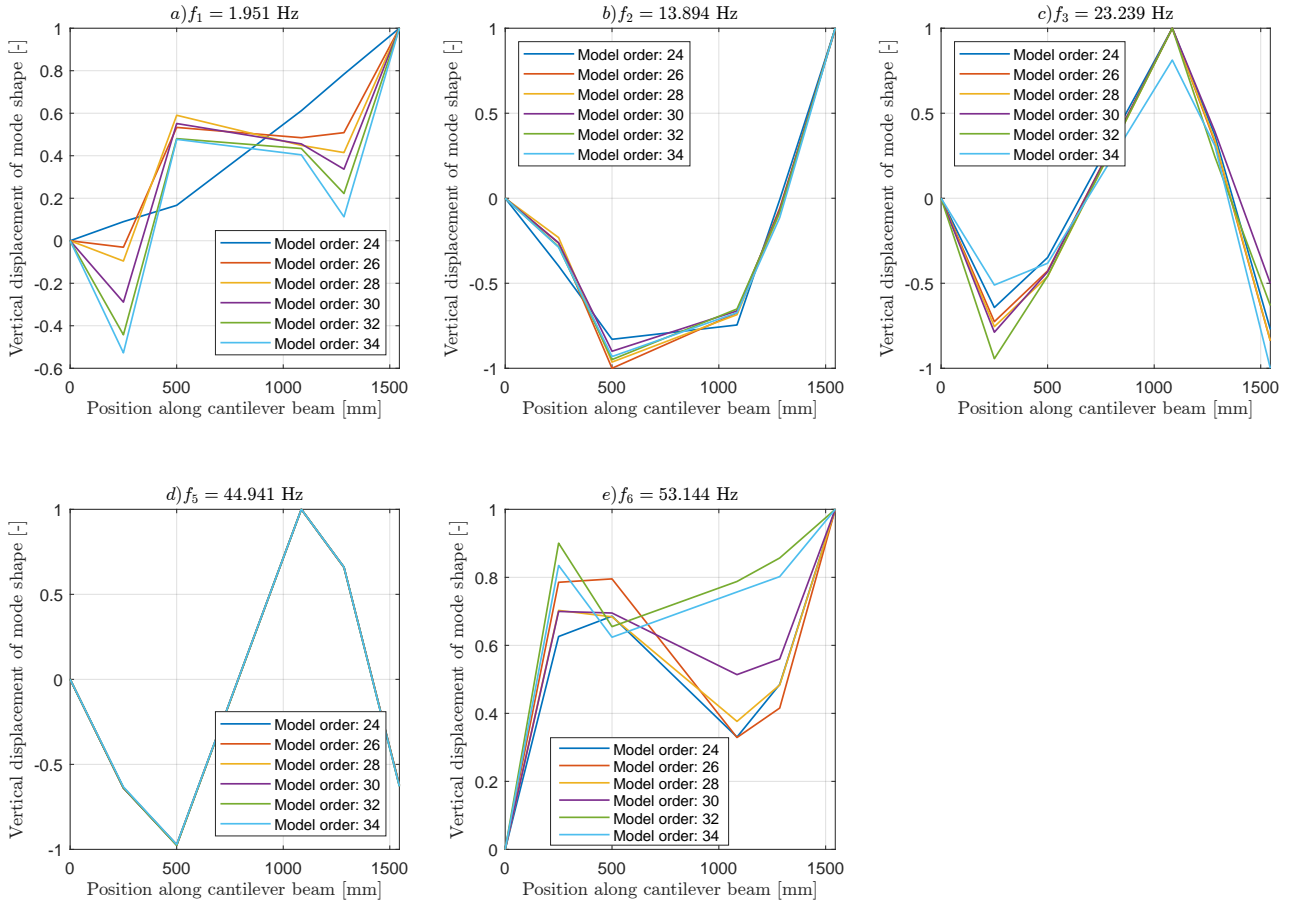 a)f₁ = 1.951 Hz
Vertical displacement of mode shape [-]
1
0.8
0.6
0.4
0.2
0
-0.2
-0.4
-0.6
Model order: 24
Model order: 26
Model order: 28
Model order: 30
Model order: 32
Model order: 34
0 500 1000 1500
Position along cantilever beam [mm]
b)f₂ = 13.894 Hz
Vertical displacement of mode shape [-]
1
0.5
0
-0.5
-1
Model order: 24
Model order: 26
Model order: 28
Model order: 30
Model order: 32
Model order: 34
0 500 1000 1500
Position along cantilever beam [mm]
c)f₃ = 23.239 Hz
Vertical displacement of mode shape [-]
1
0.5
0
-0.5
-1
Model order: 24
Model order: 26
Model order: 28
Model order: 30
Model order: 32
Model order: 34
0 500 1000 1500
Position along cantilever beam [mm]
d)f₅ = 44.941 Hz
Vertical displacement of mode shape [-]
1
0.5
0
-0.5
-1
Model order: 24
Model order: 26
Model order: 28
Model order: 30
Model order: 32
Model order: 34
0 500 1000 1500
Position along cantilever beam [mm]
e)f₆ = 53.144 Hz
Vertical displacement of mode shape [-]
1
0.8
0.6
0.4
0.2
0
Model order: 24
Model order: 26
Model order: 28
Model order: 30
Model order: 32
Model order: 34
0 500 1000 1500
Position along cantilever beam [mm]